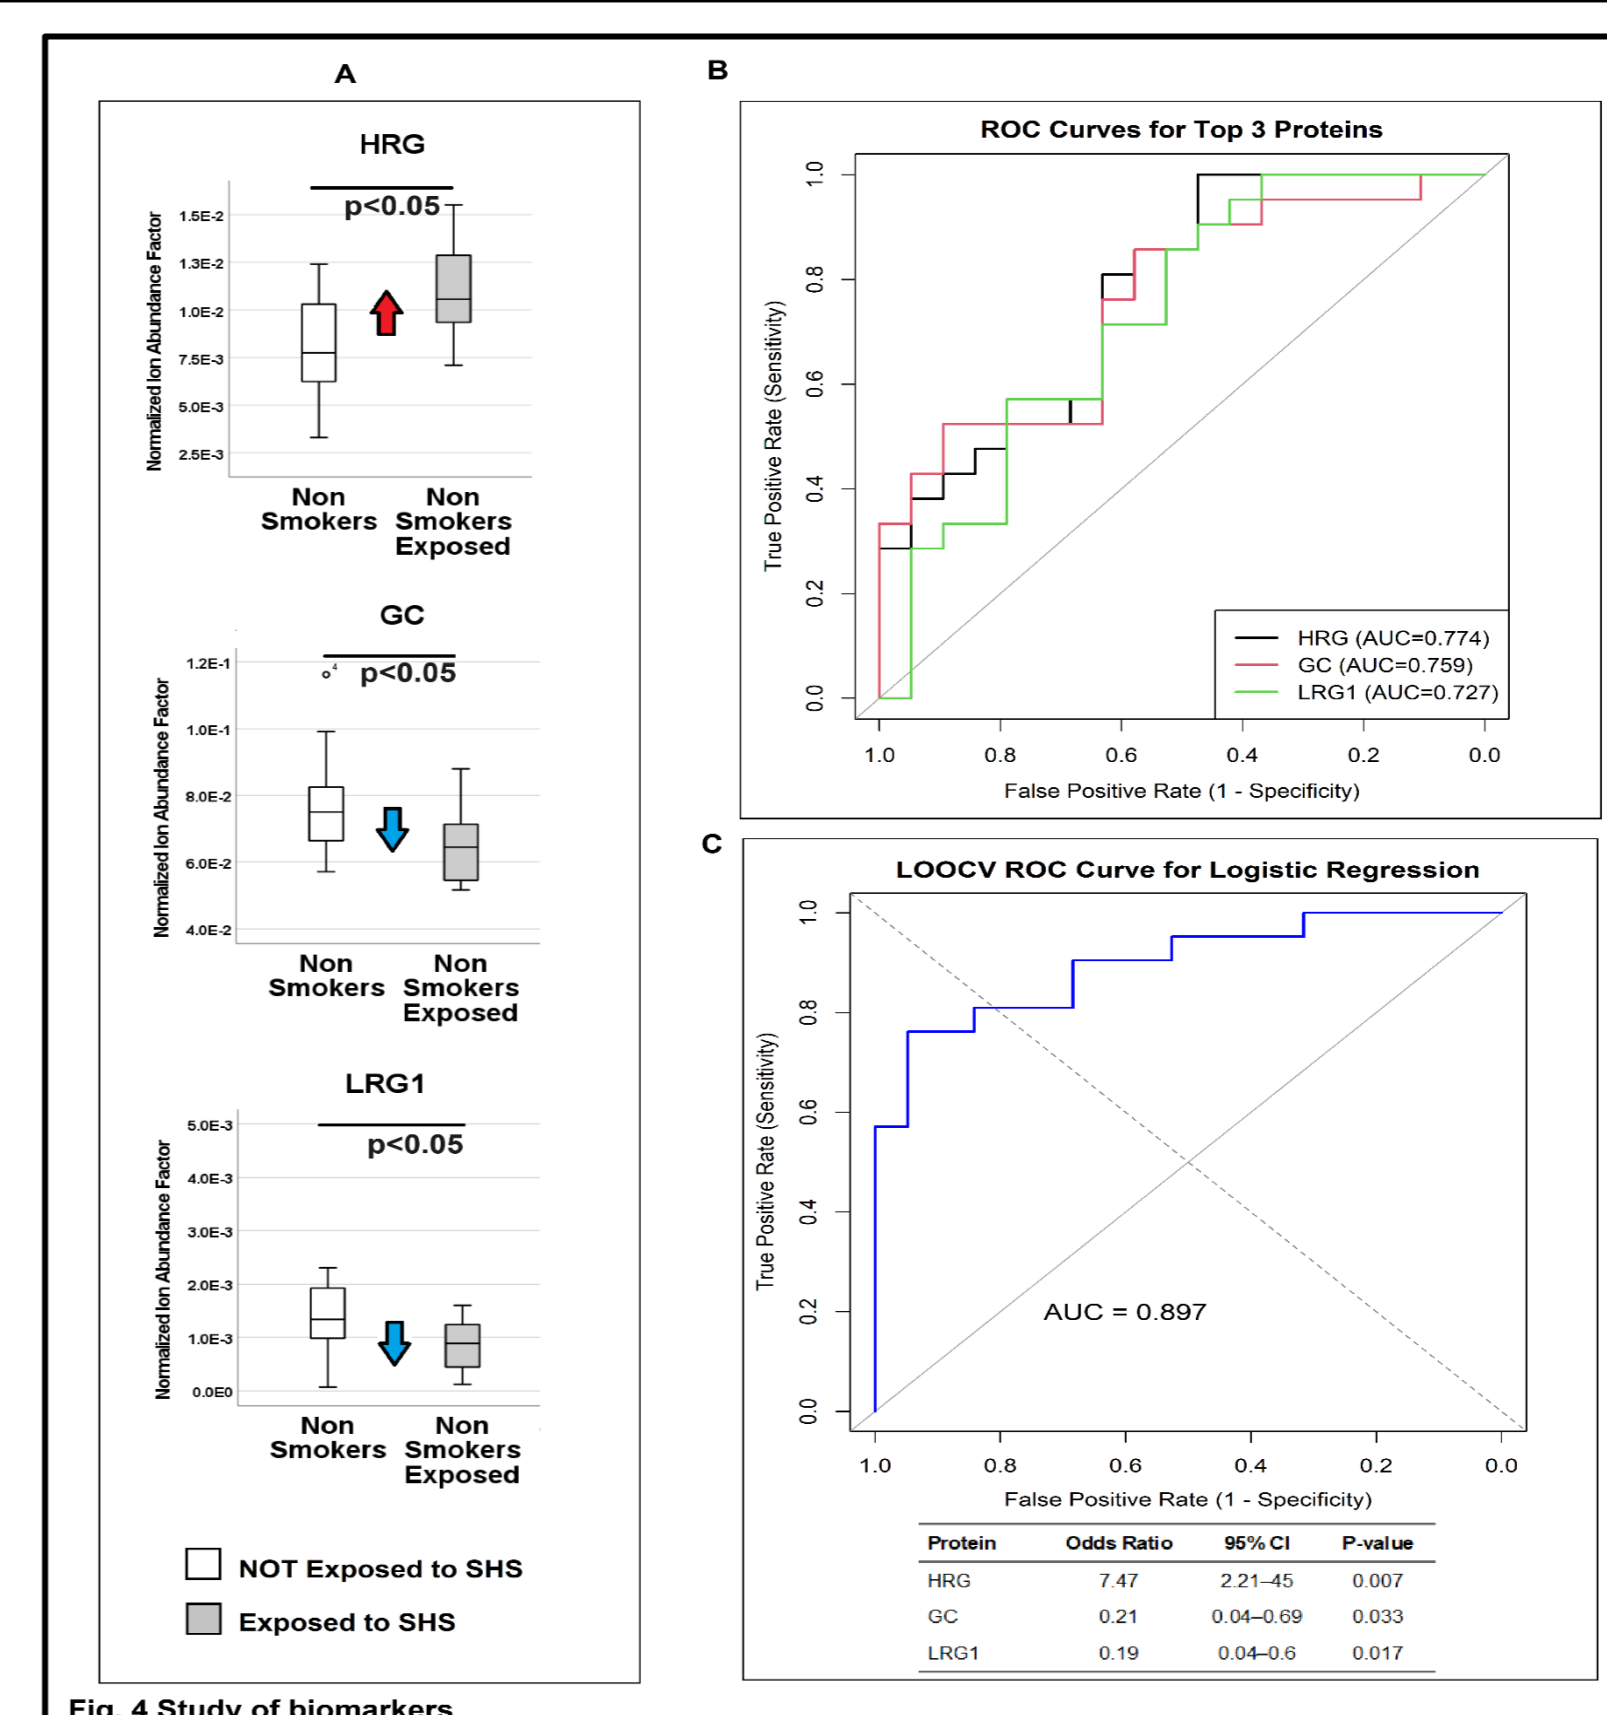 A
HRG
p<0.05
Normalized Ion Abundance Factor
1.5E-2
1.3E-2
1.0E-2
7.5E-3
5.0E-3
2.5E-3
Non Smokers
Non Smokers Exposed
GC
p<0.05
4
Normalized Ion Abundance Factor
1.2E-1
1.0E-1
8.0E-2
6.0E-2
4.0E-2
Non Smokers
Non Smokers Exposed
LRG1
p<0.05
Normalized Ion Abundance Factor
5.0E-3
4.0E-3
3.0E-3
2.0E-3
1.0E-3
0.0E0
Non Smokers
Non Smokers Exposed
NOT Exposed to SHS
Exposed to SHS
B
ROC Curves for Top 3 Proteins
True Positive Rate (Sensitivity)
1.0
0.8
0.6
0.4
0.2
0.0
HRG (AUC=0.774)
GC (AUC=0.759)
LRG1 (AUC=0.727)
1.0 0.8 0.6 0.4 0.2 0.0
False Positive Rate (1 - Specificity)
C
LOOCV ROC Curve for Logistic Regression
True Positive Rate (Sensitivity)
1.0
0.8
0.6
0.4
0.2
0.0
AUC = 0.897
1.0 0.8 0.6 0.4 0.2 0.0
False Positive Rate (1 - Specificity)
Protein Odds Ratio 95% CI P-value
HRG 7.47 2.21–45 0.007
GC 0.21 0.04–0.69 0.033
LRG1 0.19 0.04–0.6 0.017
Fig. 4 Study of biomarkers